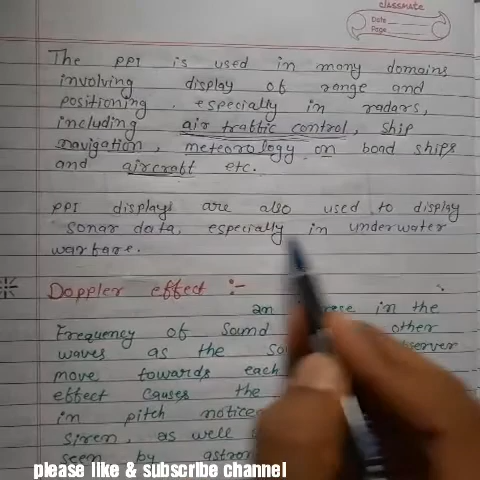 classmate
Date
Page
The PPI is used in many domains
involving display of range and
positioning. especially in radars,
including air traffic control, ship
navigation, meteorology on boad ships
and aircraft etc.
PPI displays are also used to display
sonar data, especially in underwater
warfare.
Doppler effect :-
an in the
Frequency of Sound other
waves as the
move towards each
effect causes the
in pitch
siren, as well
seen by
please like & subscribe channel